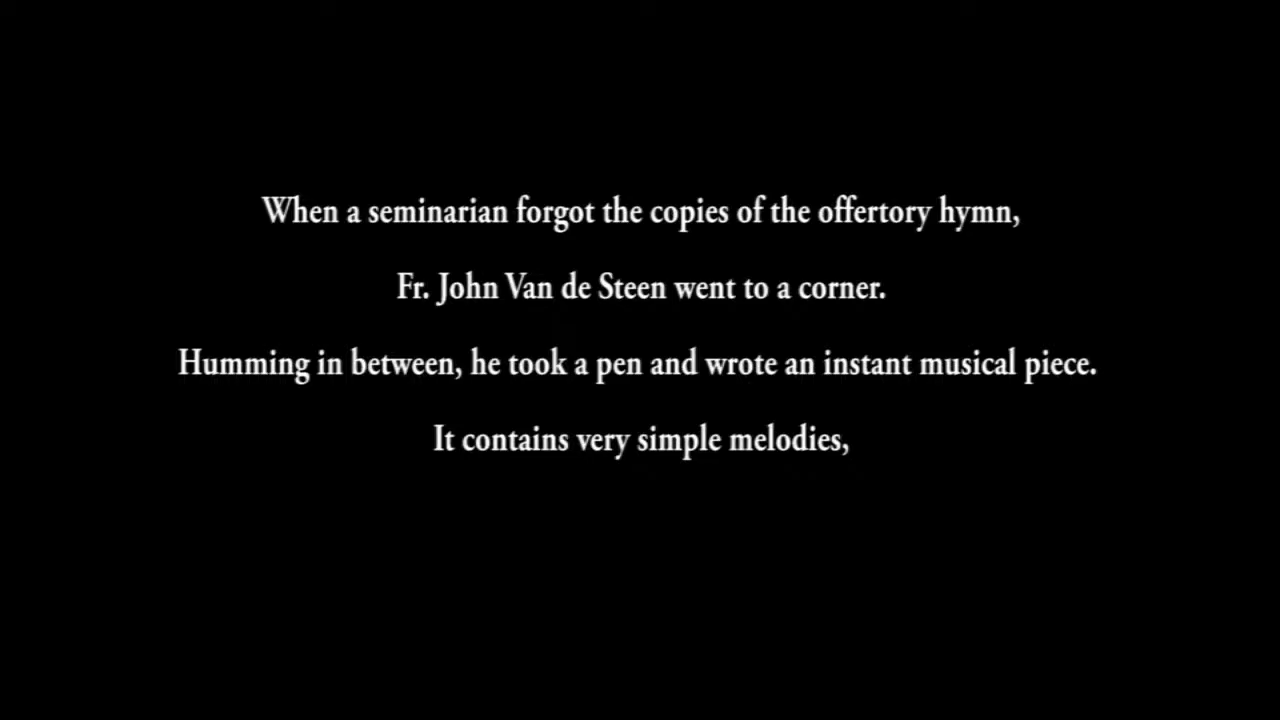 When a seminarian forgot the copies of the offertory hymn,
Fr. John Van de Steen went to a corner.
Humming in between, he took a pen and wrote an instant musical piece.
It contains very simple melodies,